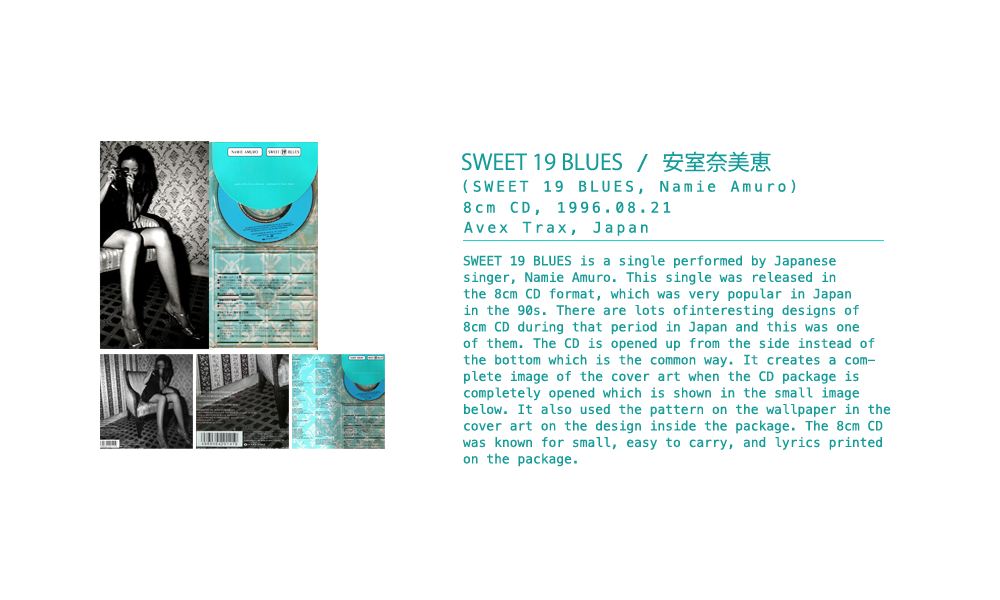 NAMIE AMURO
SWEET 19 BLUES
SWEET 19 BLUES / 安室奈美恵
(SWEET 19 BLUES, Namie Amuro)
8cm CD, 1996.08.21
Avex Trax, Japan
SWEET 19 BLUES is a single performed by Japanese
singer, Namie Amuro. This single was released in
the 8cm CD format, which was very popular in Japan
in the 90s. There are lots ofinteresting designs of
8cm CD during that period in Japan and this was one
of them. The CD is opened up from the side instead of
the bottom which is the common way. It creates a com–
plete image of the cover art when the CD package is
completely opened which is shown in the small image
below. It also used the pattern on the wallpaper in the
cover art on the design inside the package. The 8cm CD
was known for small, easy to carry, and lyrics printed
on the package.